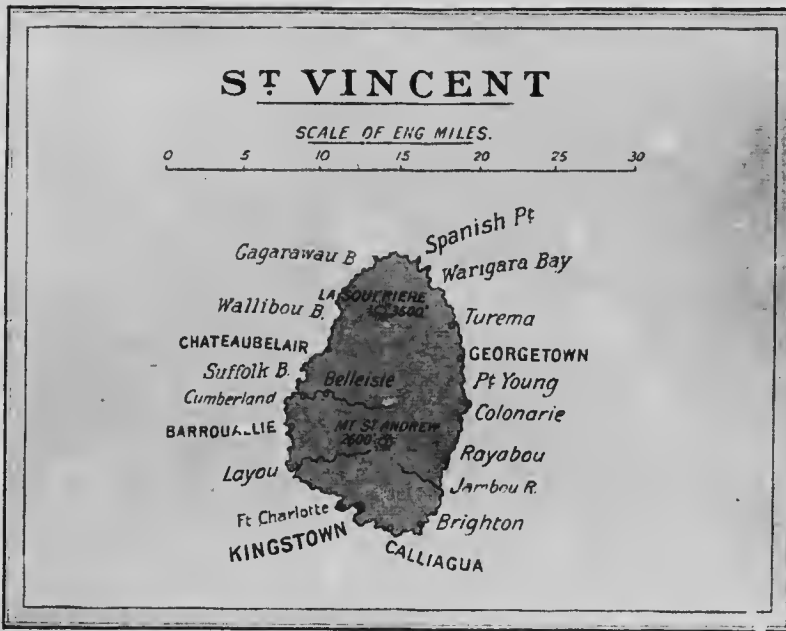 ST VINCENT
SCALE OF ENG MILES.
0 5 10 15 20 25 30
Spanish Pt
Gagarawau B
Warigara Bay
LA SOUFRIERE
3600'
Wallibou B.
Turema
CHATEAUBELAIR
GEORGETOWN
Suffolk B.
Belleisle
Pt Young
Cumberland
Colonarie
BARROUALLIE
MT ST ANDREW
2600'
Rayabou
Layou
Jambou R.
Ft Charlotte
Brighton
KINGSTOWN
CALLIAGUA